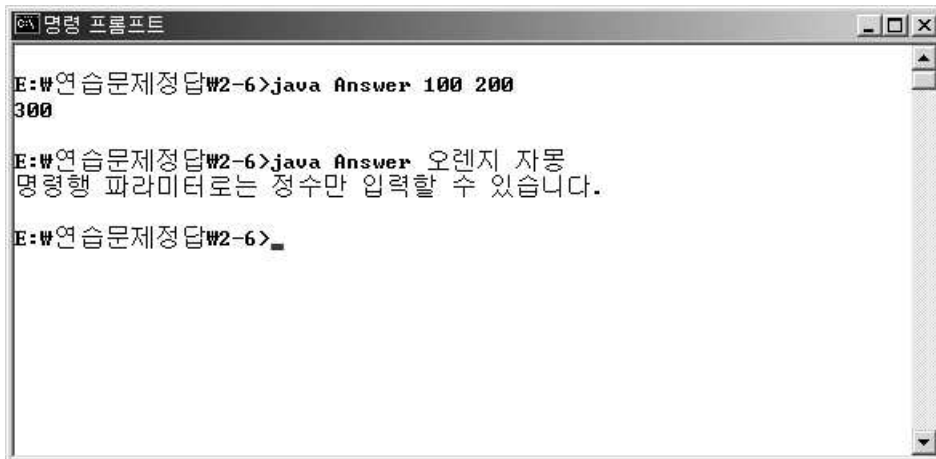 명령 프롬프트
E:₩연습문제정답₩2-6>java Answer 100 200
300
E:₩연습문제정답₩2-6>java Answer 오렌지 자몽
명령행 파라미터로는 정수만 입력할 수 있습니다.
E:₩연습문제정답₩2-6>_